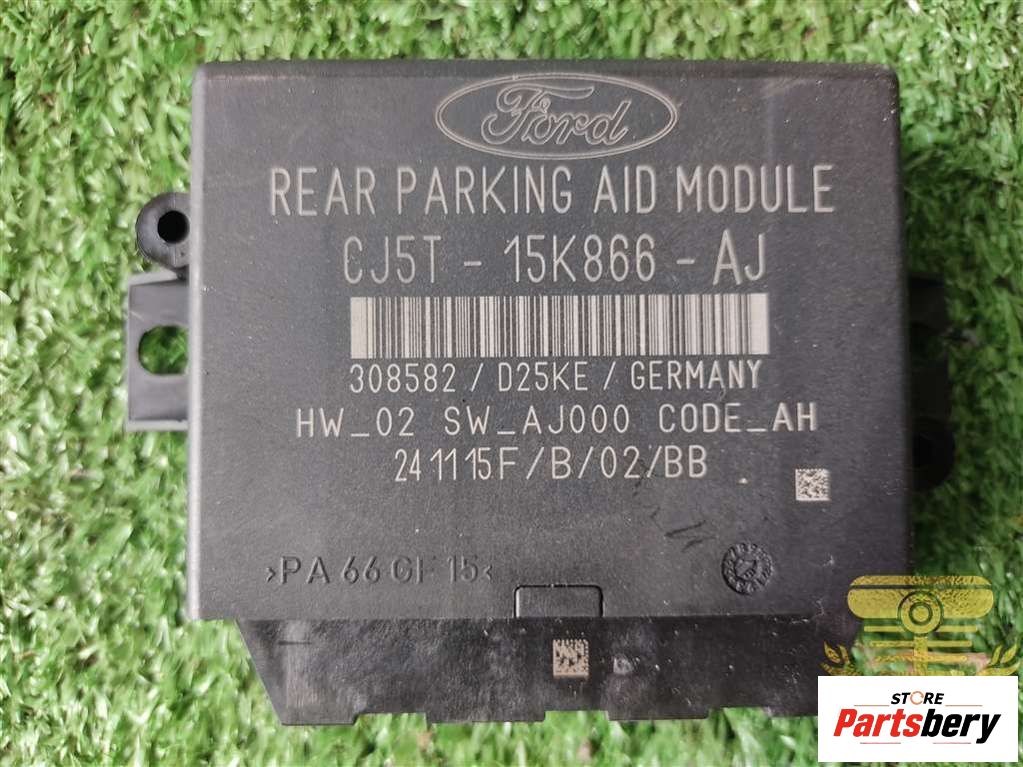 Ford
REAR PARKING AID MODULE
CJ5T - 15K866 - AJ
308582 / D25KE / GERMANY
HW_02 SW_AJ000 CODE_AH
241115F/B/02/BB
>PA 66 GF 15<
STORE
Partsbery